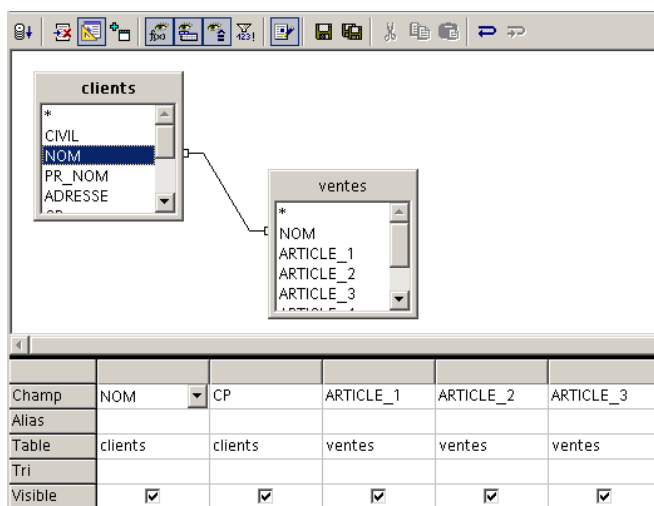 clients
*
CIVIL
NOM
PR_NOM
ADRESSE
ventes
*
NOM
ARTICLE_1
ARTICLE_2
ARTICLE_3
Champ NOM CP ARTICLE_1 ARTICLE_2 ARTICLE_3
Alias
Table clients clients ventes ventes ventes
Tri
Visible